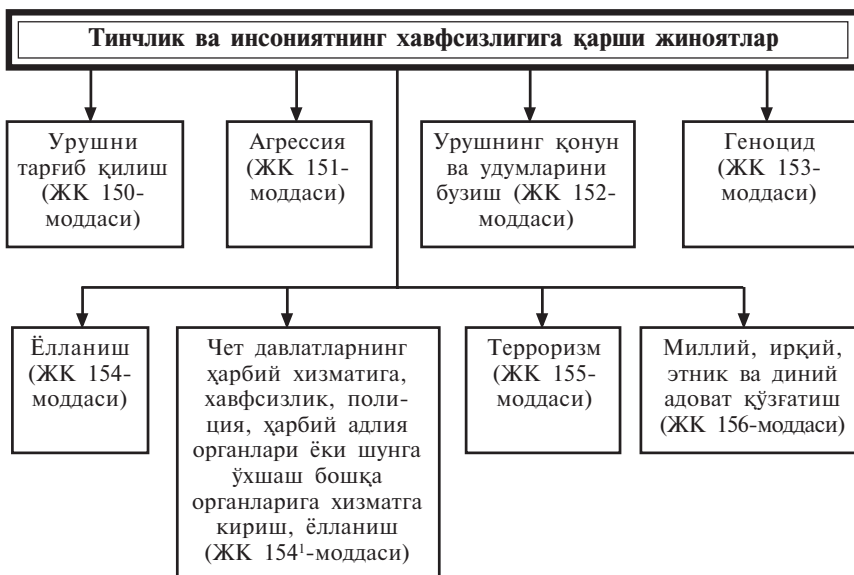 Тинчлик ва инсониятнинг хавфсизлигига қарши жиноятлар
Урушни
тарғиб қилиш
(ЖК 150-
моддаси)
Агрессия
(ЖК 151-
моддаси)
Урушнинг қонун
ва удумларини
бузиш (ЖК 152-
моддаси)
Геноцид
(ЖК 153-
моддаси)
Ёлланиш
(ЖК 154-
моддаси)
Чет давлатларнинг
ҳарбий хизматига,
хавфсизлик, поли-
ция, ҳарбий адлия
органлари ёки шунга
ўхшаш бошқа
органларига хизматга
кириш, ёлланиш
(ЖК 154¹-моддаси)
Терроризм
(ЖК 155-
моддаси)
Миллий, ирқий,
этник ва диний
адоват қўзғатиш
(ЖК 156-моддаси)